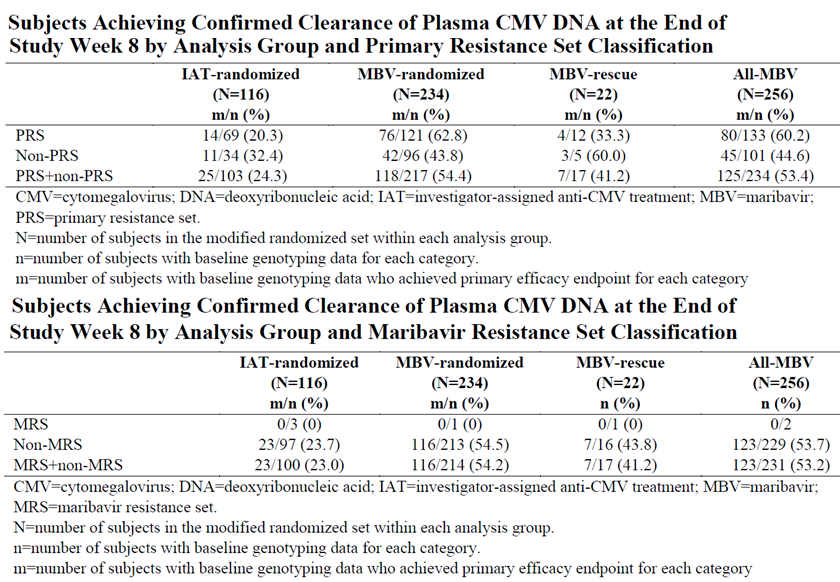 Subjects Achieving Confirmed Clearance of Plasma CMV DNA at the End of
Study Week 8 by Analysis Group and Primary Resistance Set Classification
IAT-randomized MBV-randomized MBV-rescue All-MBV
(N=116) (N=234) (N=22) (N=256)
m/n (%) m/n (%) m/n (%) m/n (%)
PRS 14/69 (20.3) 76/121 (62.8) 4/12 (33.3) 80/133 (60.2)
Non-PRS 11/34 (32.4) 42/96 (43.8) 3/5 (60.0) 45/101 (44.6)
PRS+non-PRS 25/103 (24.3) 118/217 (54.4) 7/17 (41.2) 125/234 (53.4)
CMV=cytomegalovirus; DNA=deoxyribonucleic acid; IAT=investigator-assigned anti-CMV treatment; MBV=maribavir;
PRS=primary resistance set.
N=number of subjects in the modified randomized set within each analysis group.
n=number of subjects with baseline genotyping data for each category.
m=number of subjects with baseline genotyping data who achieved primary efficacy endpoint for each category
Subjects Achieving Confirmed Clearance of Plasma CMV DNA at the End of
Study Week 8 by Analysis Group and Maribavir Resistance Set Classification
IAT-randomized MBV-randomized MBV-rescue All-MBV
(N=116) (N=234) (N=22) (N=256)
m/n (%) m/n (%) n (%) n (%)
MRS 0/3 (0) 0/1 (0) 0/1 (0) 0/2
Non-MRS 23/97 (23.7) 116/213 (54.5) 7/16 (43.8) 123/229 (53.7)
MRS+non-MRS 23/100 (23.0) 116/214 (54.2) 7/17 (41.2) 123/231 (53.2)
CMV=cytomegalovirus; DNA=deoxyribonucleic acid; IAT=investigator-assigned anti-CMV treatment; MBV=maribavir;
MRS=maribavir resistance set.
N=number of subjects in the modified randomized set within each analysis group.
n=number of subjects with baseline genotyping data for each category.
m=number of subjects with baseline genotyping data who achieved primary efficacy endpoint for each category